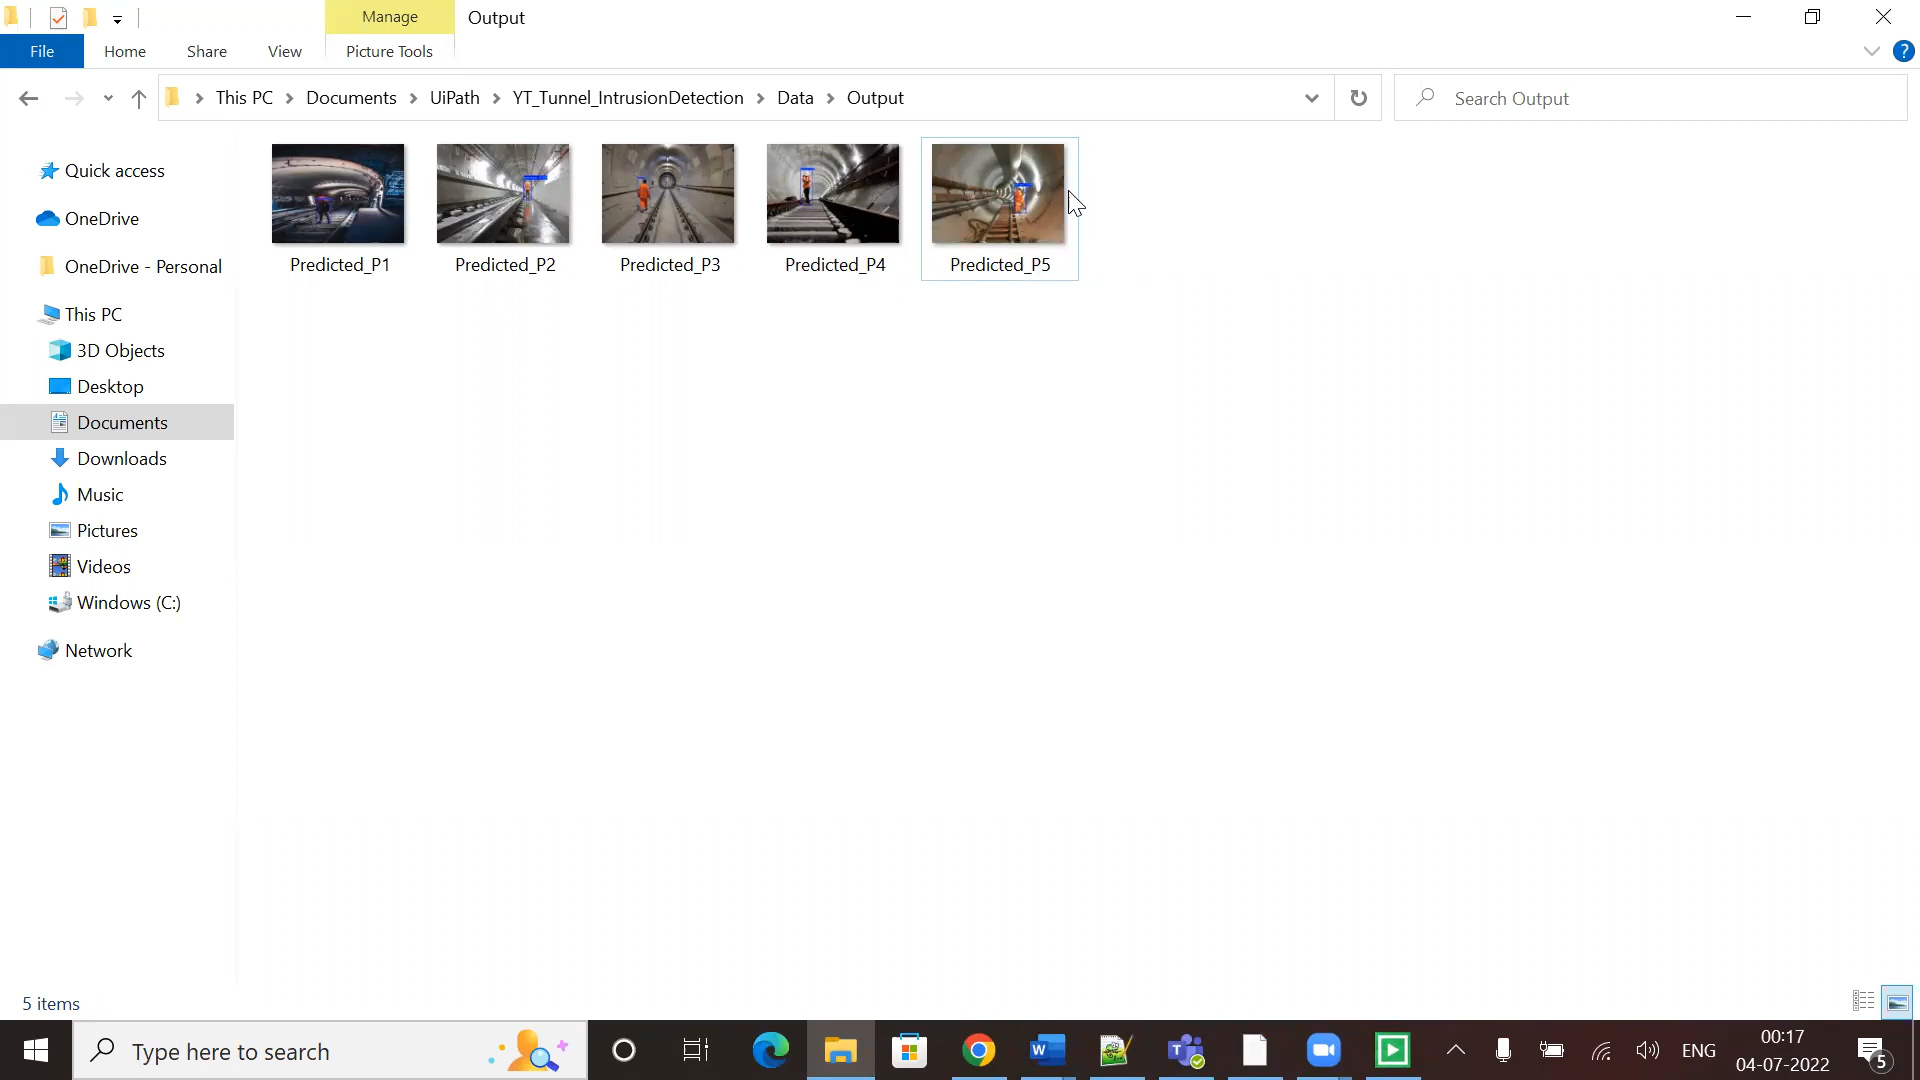 Manage
Output
File
Home
Share
View
Picture Tools
This PC
Documents
UiPath
YT_Tunnel_IntrusionDetection
Data
Output
Search Output
?
Quick access
OneDrive
OneDrive - Personal
This PC
3D Objects
Desktop
Documents
Downloads
Music
Pictures
Videos
Windows (C:)
Network
Predicted_P1
Predicted_P2
Predicted_P3
Predicted_P4
Predicted_P5
5 items
Type here to search
ENG
00:17
04-07-2022
5